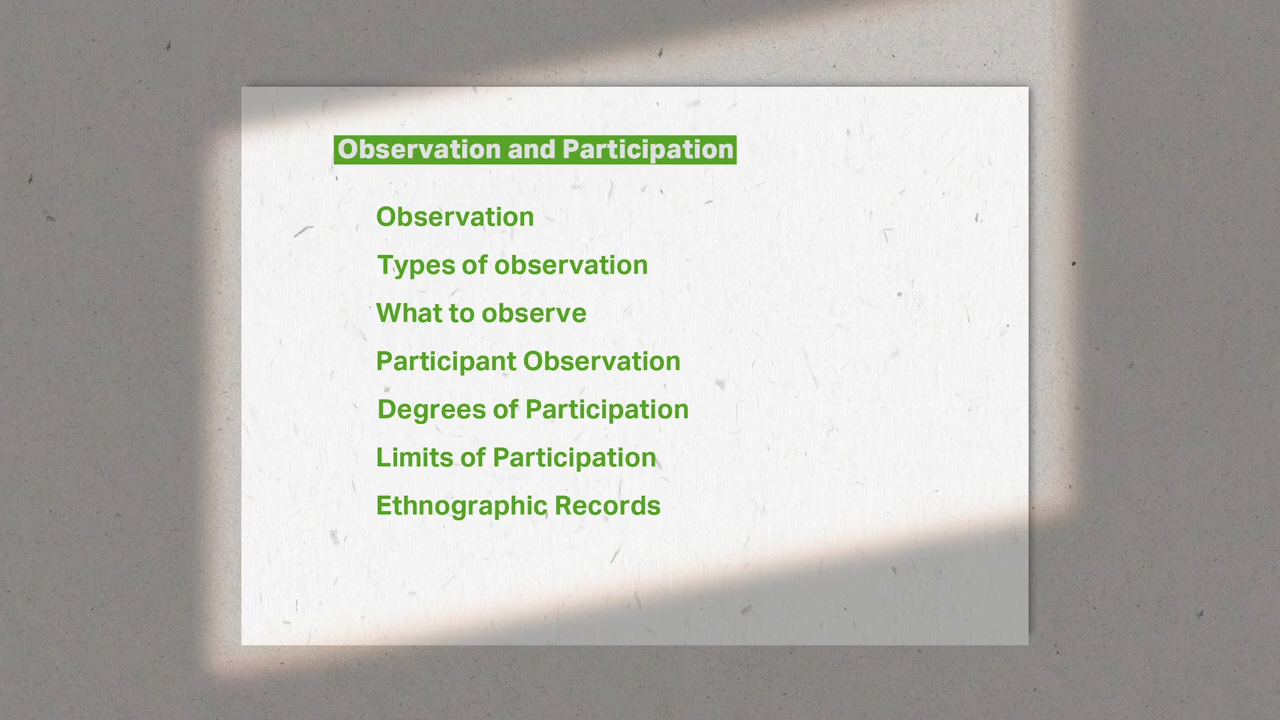 Observation and Participation
Observation
Types of observation
What to observe
Participant Observation
Degrees of Participation
Limits of Participation
Ethnographic Records